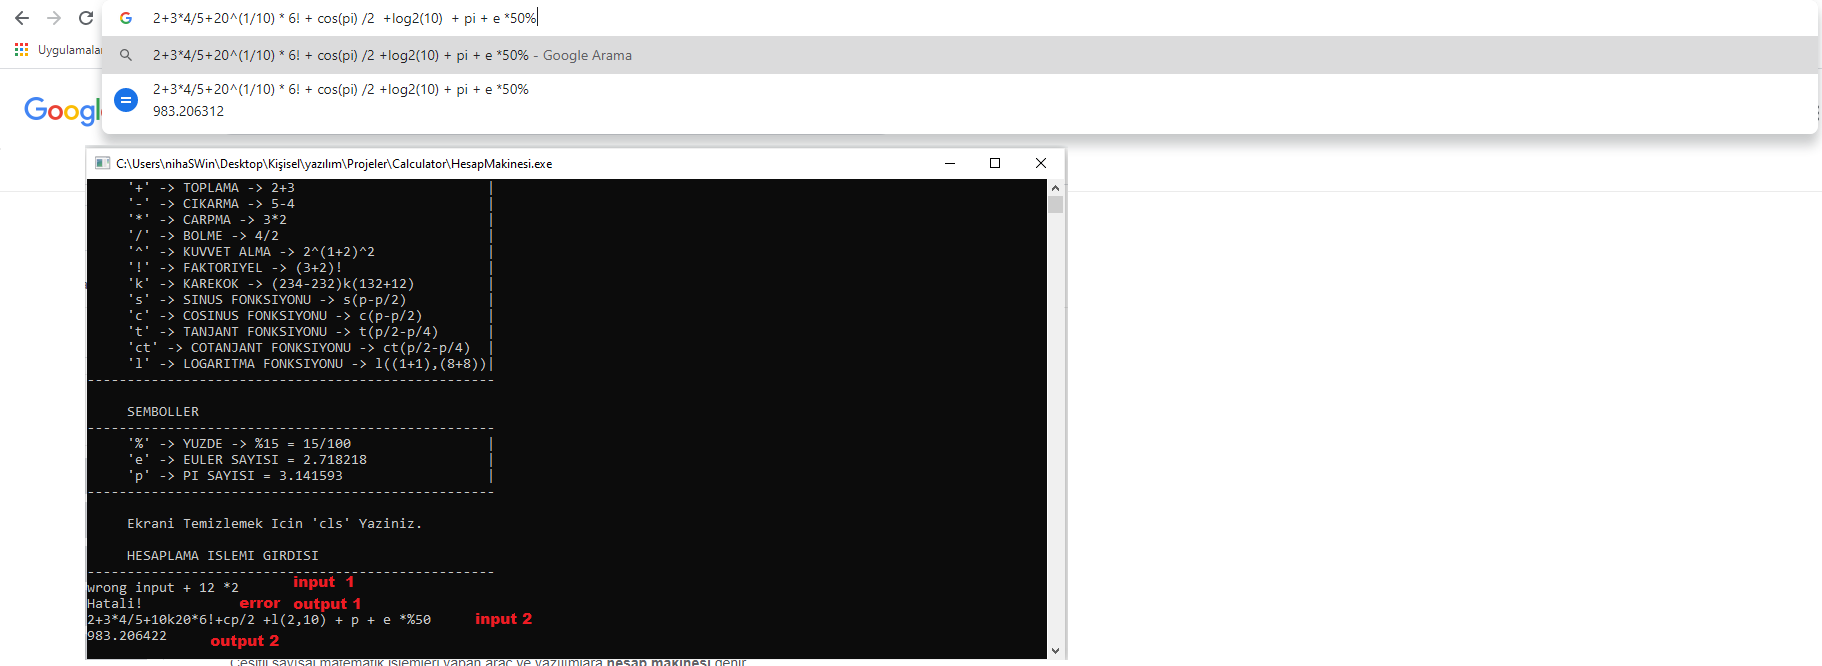 2+3*4/5+20^(1/10) * 6! + cos(pi) /2  +log2(10)  + pi + e *50%
Uygulamalar
2+3*4/5+20^(1/10) * 6! + cos(pi) /2 +log2(10) + pi + e *50% - Google Arama
2+3*4/5+20^(1/10) * 6! + cos(pi) /2 +log2(10) + pi + e *50%
983.206312
Googl
C:\Users\nihaSWin\Desktop\Kişisel\yazılım\Projeler\Calculator\HesapMakinesi.exe
'+' -> TOPLAMA -> 2+3 |
'-' -> CIKARMA -> 5-4 |
'*' -> CARPMA -> 3*2 |
'/' -> BOLME -> 4/2 |
'^' -> KUVVET ALMA -> 2^(1+2)^2 |
'!' -> FAKTORIYEL -> (3+2)! |
'k' -> KAREKOK -> (234-232)k(132+12) |
's' -> SINUS FONKSIYONU -> s(p-p/2) |
'c' -> COSINUS FONKSIYONU -> c(p-p/2) |
't' -> TANJANT FONKSIYONU -> t(p/2-p/4) |
'ct' -> COTANJANT FONKSIYONU -> ct(p/2-p/4) |
'l' -> LOGARITMA FONKSIYONU -> l((1+1),(8+8))|
---------------------------------------------------
SEMBOLLER
---------------------------------------------------
'%' -> YUZDE -> %15 = 15/100 |
'e' -> EULER SAYISI = 2.718218 |
'p' -> PI SAYISI = 3.141593 |
---------------------------------------------------
Ekrani Temizlemek Icin 'cls' Yaziniz.
HESAPLAMA ISLEMI GIRDISI
---------------------------------------------------
wrong input + 12 *2 input 1
Hatali! error output 1
2+3*4/5+10k20*6!+cp/2 +l(2,10) + p + e *%50 input 2
983.206422 output 2
Çeşitli sayısal matematik işlemleri yapan araç ve yazılımlara hesap makinesi denir